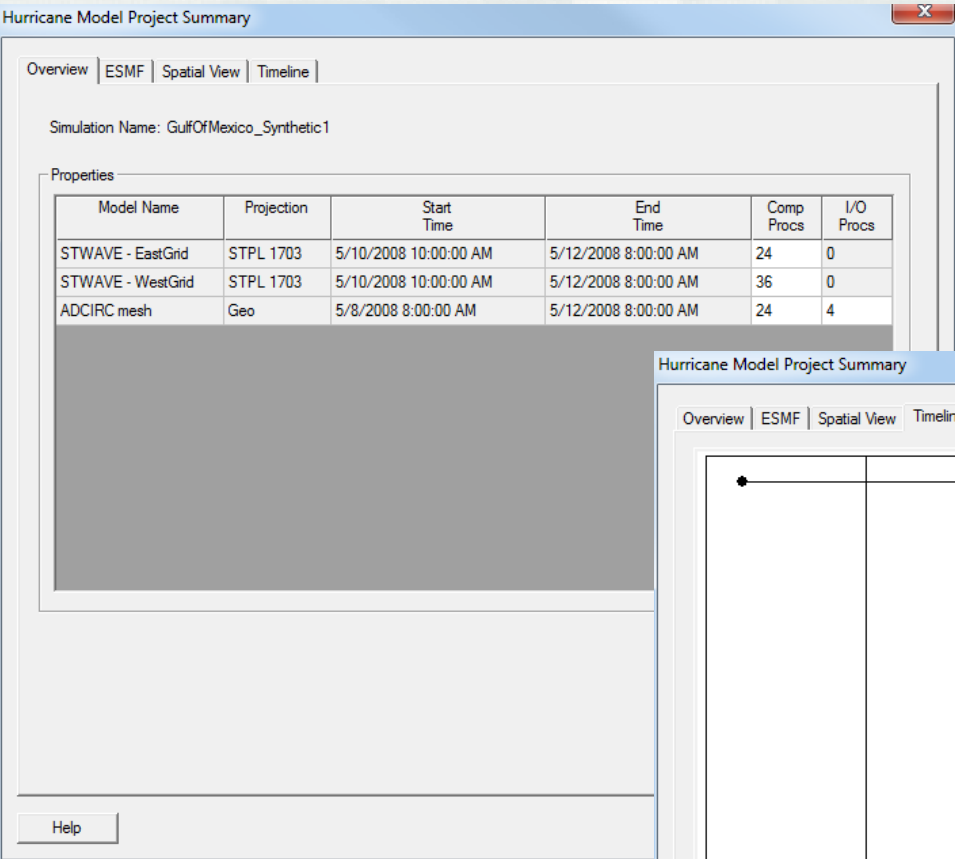 Hurricane Model Project Summary
x
Overview ESMF Spatial View Timeline
Simulation Name: GulfOfMexico_Synthetic1
Properties
Model Name Projection Start Time End Time Comp Procs I/O Procs
STWAVE - EastGrid STPL 1703 5/10/2008 10:00:00 AM 5/12/2008 8:00:00 AM 24 0
STWAVE - WestGrid STPL 1703 5/10/2008 10:00:00 AM 5/12/2008 8:00:00 AM 36 0
ADCIRC mesh Geo 5/8/2008 8:00:00 AM 5/12/2008 8:00:00 AM 24 4
Hurricane Model Project Summary
Overview ESMF Spatial View Timelin
Help